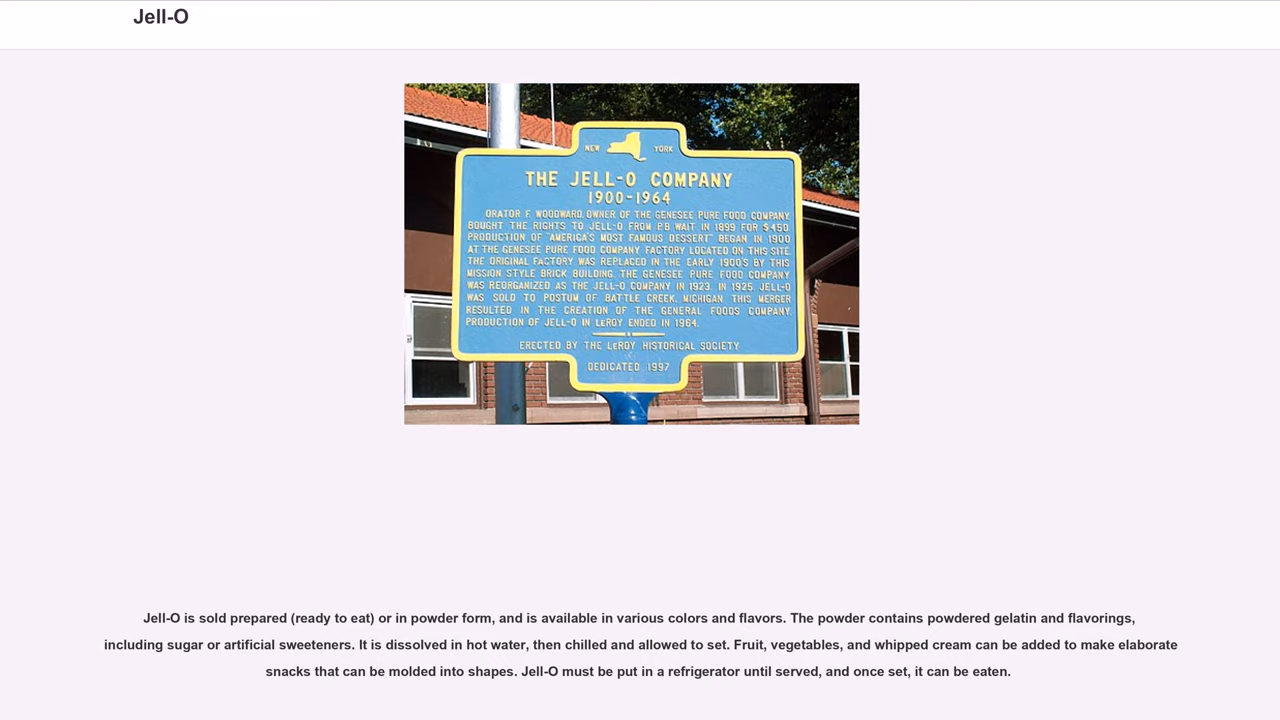 Jell-O
NEW YORK
THE JELL-O COMPANY
1900-1964
ORATOR F. WOODWARD, OWNER OF THE GENESEE PURE FOOD COMPANY,
BOUGHT THE RIGHTS TO JELL-O FROM P.B. WAIT IN 1899 FOR $450.
PRODUCTION OF "AMERICA'S MOST FAMOUS DESSERT" BEGAN IN 1900
AT THE GENESEE PURE FOOD COMPANY FACTORY LOCATED ON THIS SITE.
THE ORIGINAL FACTORY WAS REPLACED IN THE EARLY 1900'S BY THIS
MISSION STYLE BRICK BUILDING. THE GENESEE PURE FOOD COMPANY
WAS REORGANIZED AS THE JELL-O COMPANY IN 1923. IN 1925, JELL-O
WAS SOLD TO POSTUM OF BATTLE CREEK, MICHIGAN. THIS MERGER
RESULTED IN THE CREATION OF THE GENERAL FOODS COMPANY.
PRODUCTION OF JELL-O IN LeROY ENDED IN 1964.
ERECTED BY THE LeROY HISTORICAL SOCIETY
DEDICATED 1997
Jell-O is sold prepared (ready to eat) or in powder form, and is available in various colors and flavors. The powder contains powdered gelatin and flavorings,
including sugar or artificial sweeteners. It is dissolved in hot water, then chilled and allowed to set. Fruit, vegetables, and whipped cream can be added to make elaborate
snacks that can be molded into shapes. Jell-O must be put in a refrigerator until served, and once set, it can be eaten.